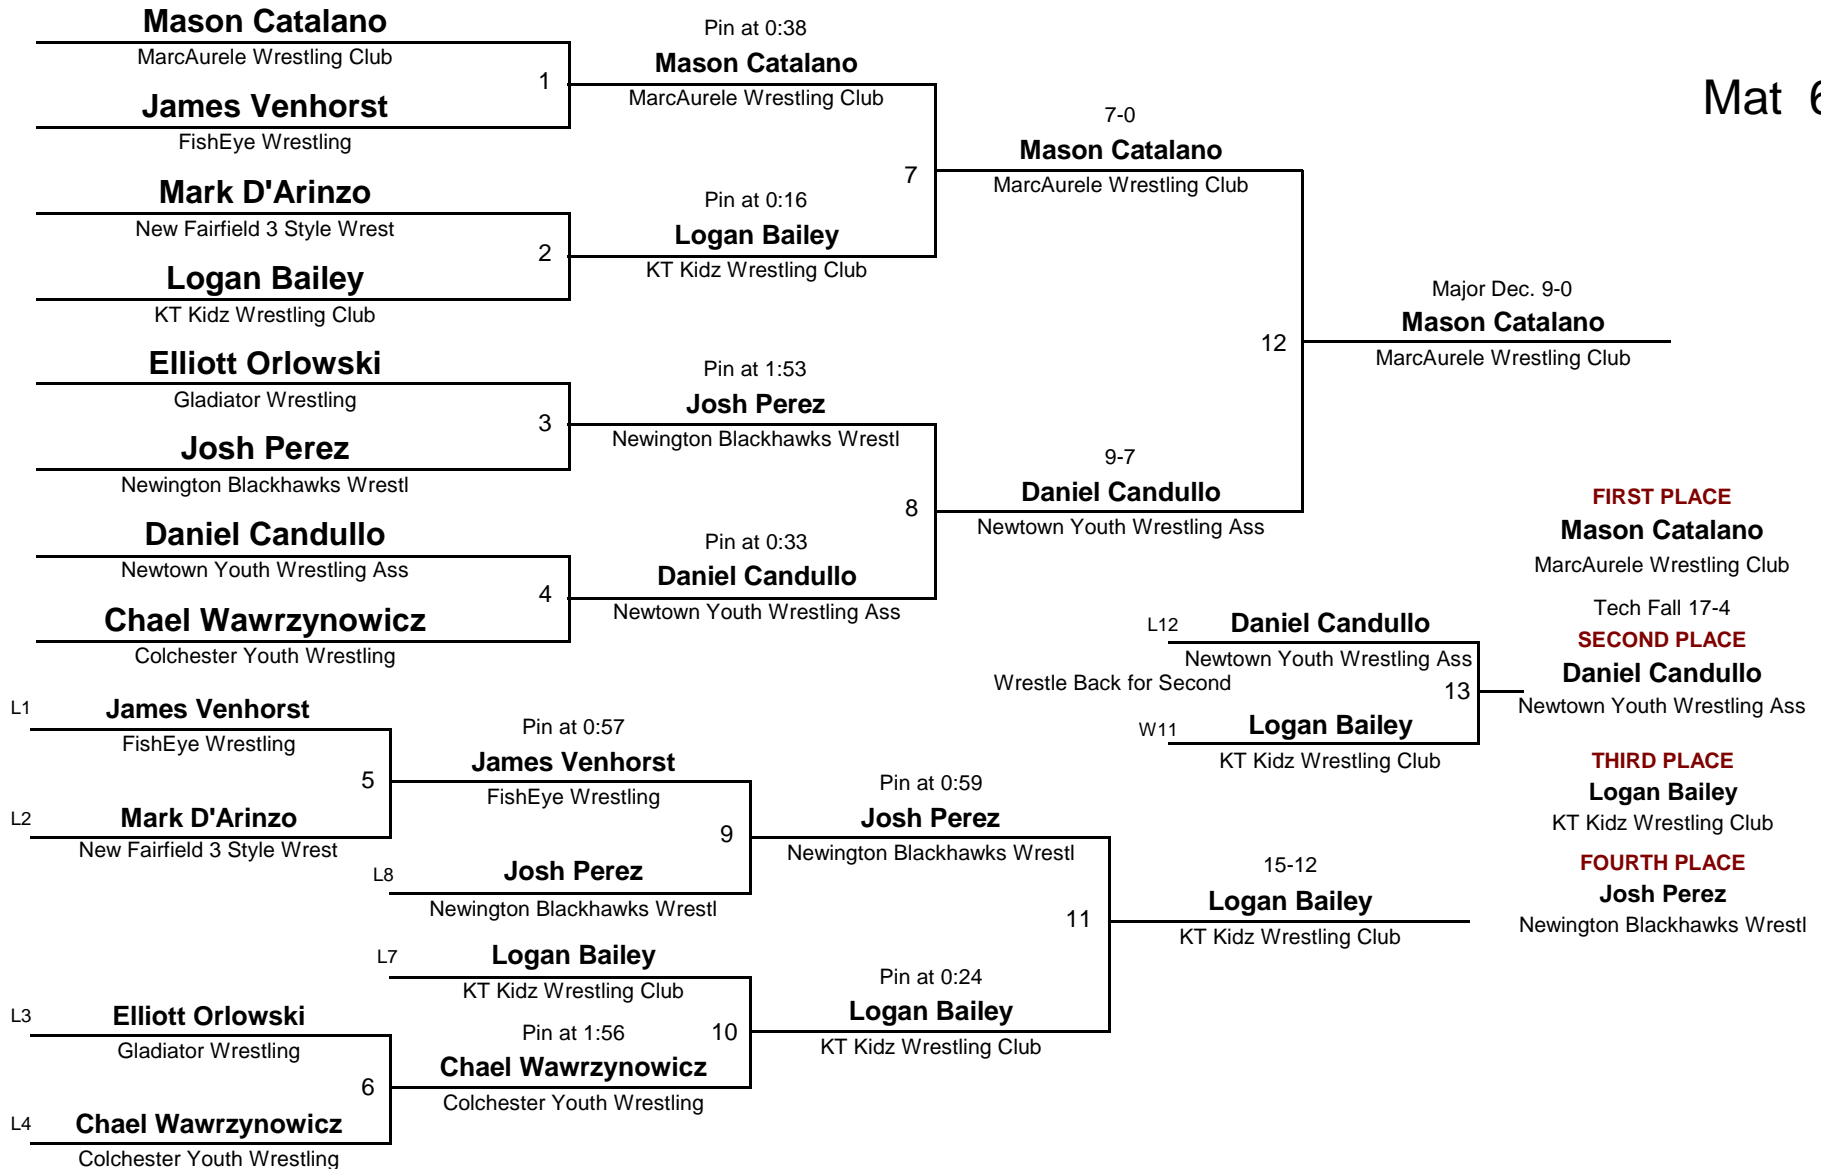 Mason Catalano
MarcAurele Wrestling Club
1
James Venhorst
FishEye Wrestling
Mark D'Arinzo
New Fairfield 3 Style Wrest
2
Logan Bailey
KT Kidz Wrestling Club
Elliott Orlowski
Gladiator Wrestling
3
Josh Perez
Newington Blackhawks Wrestl
Daniel Candullo
Newtown Youth Wrestling Ass
4
Chael Wawrzynowicz
Colchester Youth Wrestling
Pin at 0:38
Mason Catalano
MarcAurele Wrestling Club
7
Pin at 0:16
Logan Bailey
KT Kidz Wrestling Club
Pin at 1:53
Josh Perez
Newington Blackhawks Wrestl
8
Pin at 0:33
Daniel Candullo
Newtown Youth Wrestling Ass
7-0
Mason Catalano
MarcAurele Wrestling Club
12
9-7
Daniel Candullo
Newtown Youth Wrestling Ass
Mat 6
Major Dec. 9-0
Mason Catalano
MarcAurele Wrestling Club
L1 James Venhorst
FishEye Wrestling
5
L2 Mark D'Arinzo
New Fairfield 3 Style Wrest
L3 Elliott Orlowski
Gladiator Wrestling
6
L4 Chael Wawrzynowicz
Colchester Youth Wrestling
Pin at 0:57
James Venhorst
FishEye Wrestling
9
L8 Josh Perez
Newington Blackhawks Wrestl
L7 Logan Bailey
KT Kidz Wrestling Club
10
Pin at 1:56
Chael Wawrzynowicz
Colchester Youth Wrestling
Pin at 0:59
Josh Perez
Newington Blackhawks Wrestl
11
Pin at 0:24
Logan Bailey
KT Kidz Wrestling Club
15-12
Logan Bailey
KT Kidz Wrestling Club
L12 Daniel Candullo
Newtown Youth Wrestling Ass
Wrestle Back for Second
13
W11 Logan Bailey
KT Kidz Wrestling Club
FIRST PLACE
Mason Catalano
MarcAurele Wrestling Club
Tech Fall 17-4
SECOND PLACE
Daniel Candullo
Newtown Youth Wrestling Ass
THIRD PLACE
Logan Bailey
KT Kidz Wrestling Club
FOURTH PLACE
Josh Perez
Newington Blackhawks Wrestl